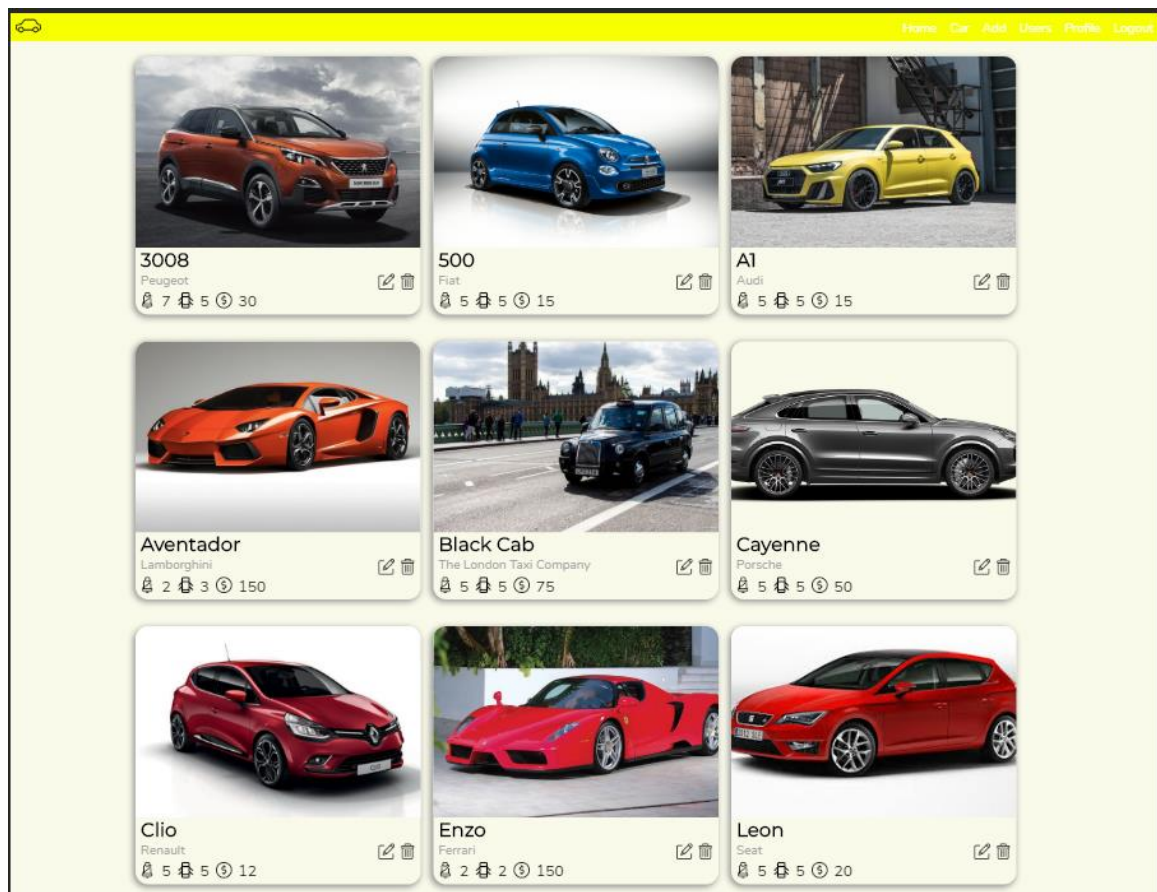 Home Car Add Users Profile Logout
3008
Peugeot
7 5 $ 30
500
Fiat
5 5 $ 15
A1
Audi
5 5 $ 15
Aventador
Lamborghini
2 3 $ 150
Black Cab
The London Taxi Company
5 5 $ 75
Cayenne
Porsche
5 5 $ 50
Clio
Renault
5 5 $ 12
Enzo
Ferrari
2 2 $ 150
Leon
Seat
5 5 $ 20